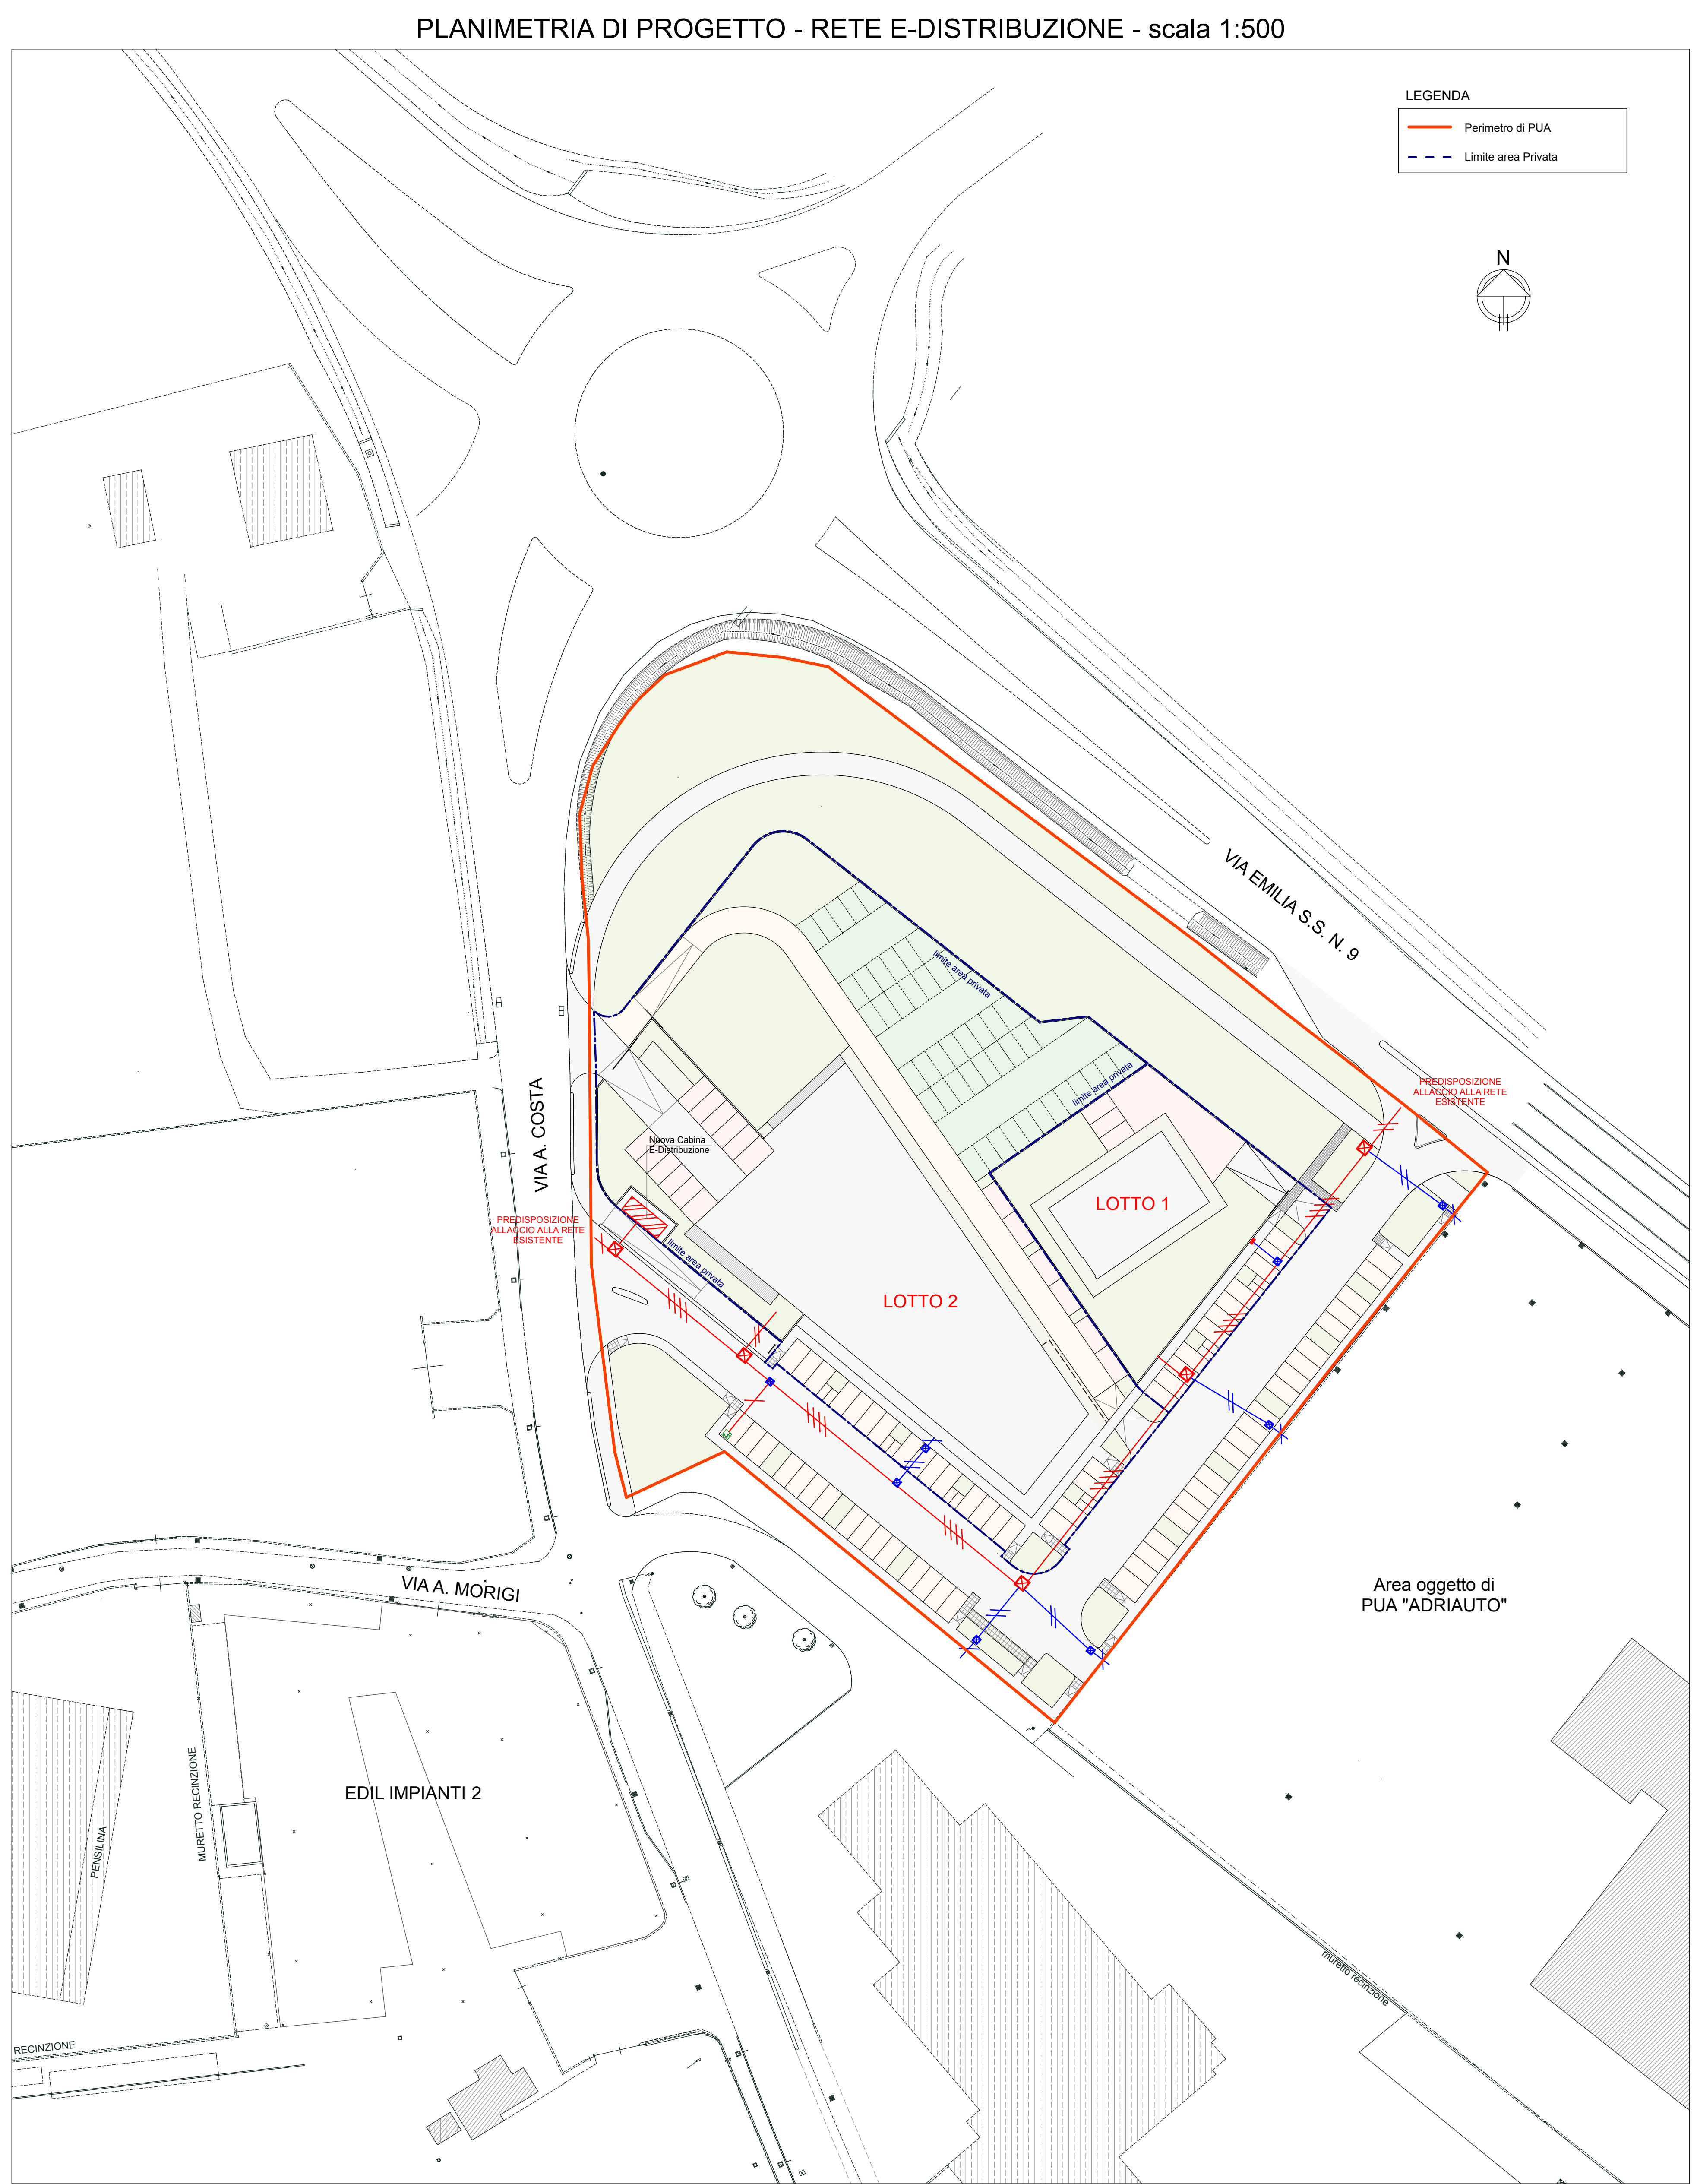 PLANIMETRIA DI PROGETTO - RETE E-DISTRIBUZIONE - scala 1:500
LEGENDA
Perimetro di PUA
Limite area Privata
N
VIA EMILIA S.S. N. 9
limite area privata
limite area privata
PREDISPOSIZIONE
ALLACCIO ALLA RETE
ESISTENTE
VIA A. COSTA
Nuova Cabina
E-Distribuzione
LOTTO 1
PREDISPOSIZIONE
ALLACCIO ALLA RETE
ESISTENTE
limite area privata
LOTTO 2
VIA A. MORIGI
Area oggetto di
PUA "ADRIAUTO"
EDIL IMPIANTI 2
MURETTO RECINZIONE
PENSILINA
muretto recinzione
RECINZIONE